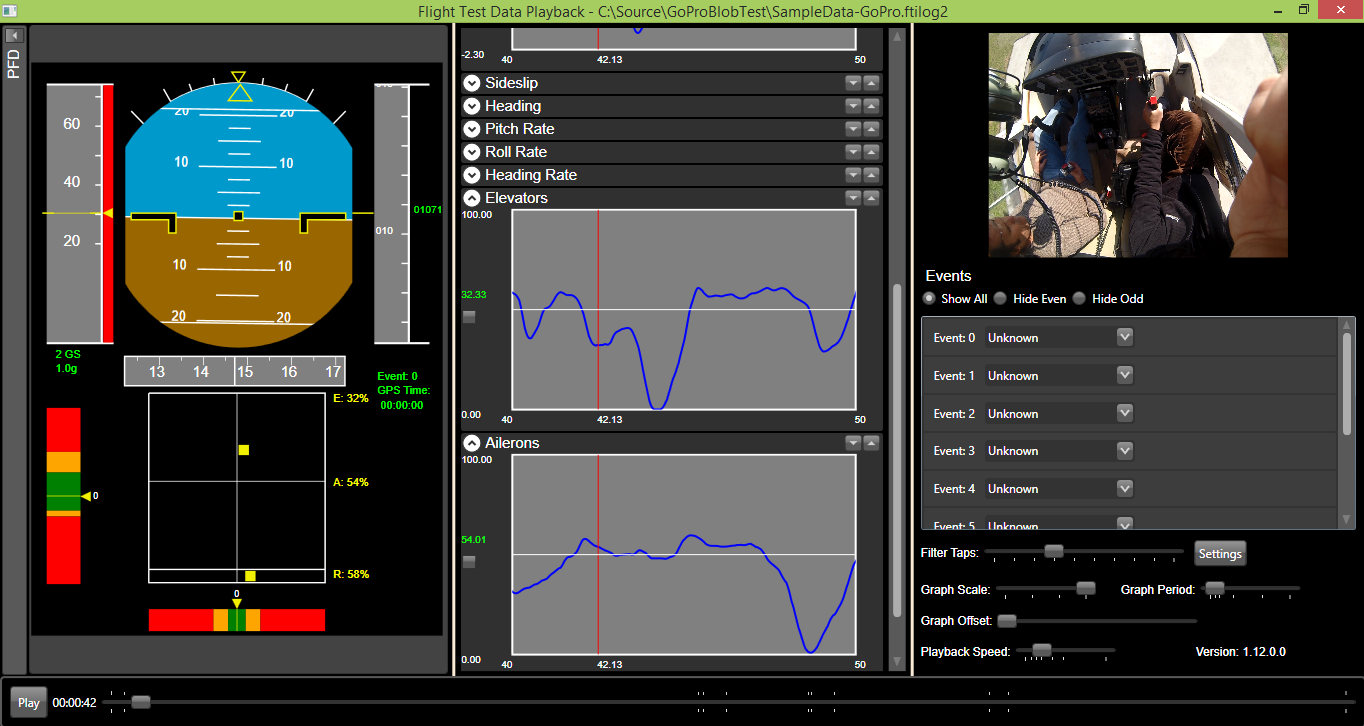 Flight Test Data Playback - C:\Source\GoProBlobTest\SampleData-GoPro.ftilog2
PFD
60
40
20
20 20
10 10
10 10
20 20
010
01071
2 GS
1.0g
13 14 15 16 17
Event: 0
GPS Time:
00:00:00
E: 32%
A: 54%
R: 58%
0
0
-2.30
40 42.13 50
Sideslip
Heading
Pitch Rate
Roll Rate
Heading Rate
Elevators
100.00
32.33
0.00
40 42.13 50
Ailerons
100.00
54.01
0.00
40 42.13 50
Events
Show All Hide Even Hide Odd
Event: 0 Unknown
Event: 1 Unknown
Event: 2 Unknown
Event: 3 Unknown
Event: 4 Unknown
Event: 5 Unknown
Filter Taps: Settings
Graph Scale: Graph Period:
Graph Offset:
Playback Speed: Version: 1.12.0.0
Play 00:00:42